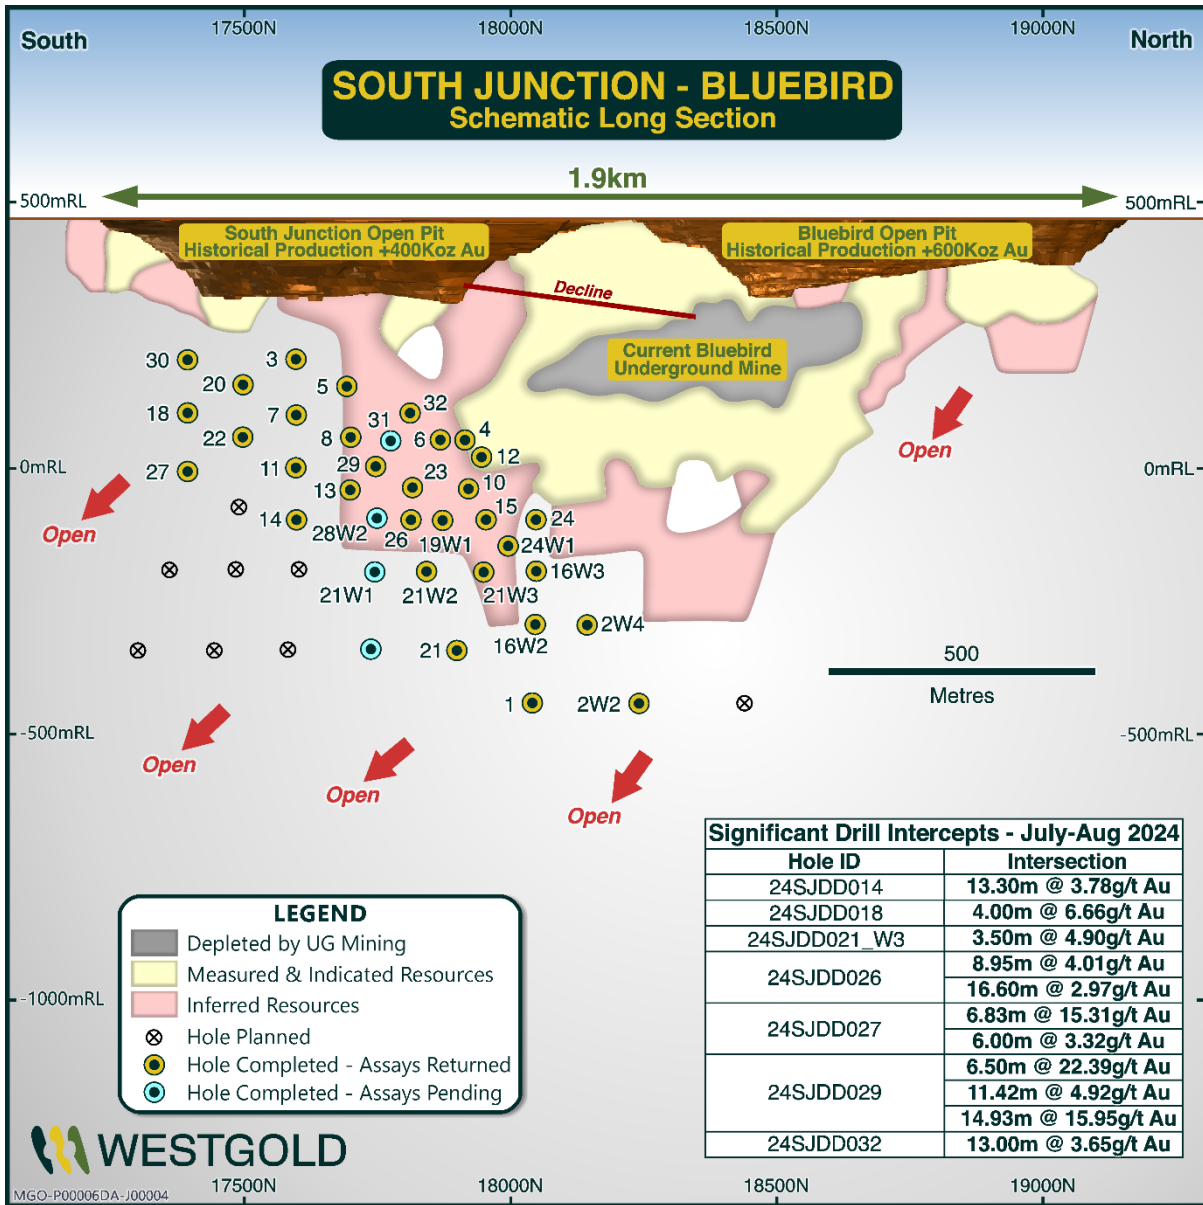 17500N 18000N 18500N 19000N
South North
SOUTH JUNCTION - BLUEBIRD
Schematic Long Section
1.9km
500mRL 500mRL
South Junction Open Pit
Historical Production +400Koz Au
Bluebird Open Pit
Historical Production +600Koz Au
Decline
Current Bluebird
Underground Mine
30 3
20 5
18 7 32
31
22 8 6 4
12
Open
27 11 29 23 10
0mRL 0mRL
13 15
Open
14 28W2 26 19W1 24
24W1
21W1 21W2 21W3 16W3
16W2 2W4
21
1 2W2
500
Metres
-500mRL -500mRL
Open
Open
Open
Significant Drill Intercepts - July-Aug 2024
Hole ID Intersection
24SJDD014 13.30m @ 3.78g/t Au
24SJDD018 4.00m @ 6.66g/t Au
24SJDD021_W3 3.50m @ 4.90g/t Au
24SJDD026 8.95m @ 4.01g/t Au
16.60m @ 2.97g/t Au
24SJDD027 6.83m @ 15.31g/t Au
6.00m @ 3.32g/t Au
24SJDD029 6.50m @ 22.39g/t Au
11.42m @ 4.92g/t Au
14.93m @ 15.95g/t Au
24SJDD032 13.00m @ 3.65g/t Au
LEGEND
Depleted by UG Mining
Measured & Indicated Resources
Inferred Resources
Hole Planned
Hole Completed - Assays Returned
Hole Completed - Assays Pending
-1000mRL
WESTGOLD
MGO-P00006DA-J00004
17500N 18000N 18500N 19000N